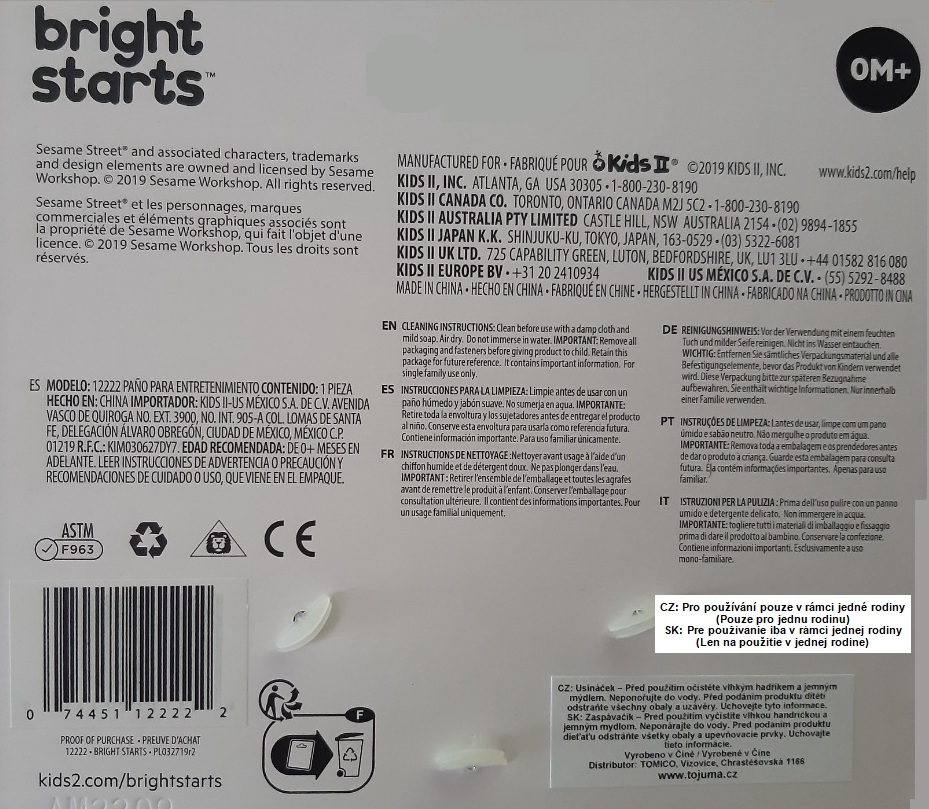 bright
starts™
0M+
Sesame Street® and associated characters, trademarks
and design elements are owned and licensed by Sesame
Workshop. © 2019 Sesame Workshop. All rights reserved.
Sesame Street® et les personnages, marques
commerciales et éléments graphiques associés sont
la propriété de Sesame Workshop, qui fait l'objet d'une
licence. © 2019 Sesame Workshop. Tous les droits sont
réservés.
MANUFACTURED FOR • FABRIQUÉ POUR Kids II® ©2019 KIDS II, INC. www.kids2.com/help
KIDS II, INC. ATLANTA, GA USA 30305 • 1-800-230-8190
KIDS II CANADA CO. TORONTO, ONTARIO CANADA M2J 5C2 • 1-800-230-8190
KIDS II AUSTRALIA PTY LIMITED CASTLE HILL, NSW AUSTRALIA 2154 • (02) 9894-1855
KIDS II JAPAN K.K. SHINJUKU-KU, TOKYO, JAPAN, 163-0529 • (03) 5322-6081
KIDS II UK LTD. 725 CAPABILITY GREEN, LUTON, BEDFORDSHIRE, UK, LU1 3LU • +44 01582 816 080
KIDS II EUROPE BV • +31 20 2410934 KIDS II US MÉXICO S.A. DE C.V. • (55) 5292-8488
MADE IN CHINA • HECHO EN CHINA • FABRIQUÉ EN CHINE • HERGESTELLT IN CHINA • FABRICADO NA CHINA • PRODOTTO IN CINA
ES MODELO: 12222 PAÑO PARA ENTRETENIMIENTO CONTENIDO: 1 PIEZA
HECHO EN: CHINA IMPORTADOR: KIDS II-US MÉXICO S.A. DE C.V. AVENIDA
VASCO DE QUIROGA NO. EXT. 3900, NO. INT. 905-A COL. LOMAS DE SANTA
FE, DELEGACIÓN ÁLVARO OBREGÓN, CIUDAD DE MÉXICO, MÉXICO C.P.
01219 R.F.C.: KIM030627DY7. EDAD RECOMENDADA: DE 0+ MESES EN
ADELANTE. LEER INSTRUCCIONES DE ADVERTENCIA O PRECAUCIÓN Y
RECOMENDACIONES DE CUIDADO O USO, QUE VIENE EN EL EMPAQUE.
EN CLEANING INSTRUCTIONS: Clean before use with a damp cloth and
mild soap. Air dry. Do not immerse in water. IMPORTANT: Remove all
packaging and fasteners before giving product to child. Retain this
package for future reference. It contains important information. For
single family use only.
ES INSTRUCCIONES PARA LA LIMPIEZA: Limpie antes de usar con un
paño húmedo y jabón suave. No sumerja en agua. IMPORTANTE:
Retire toda la envoltura y los sujetadores antes de entregar el producto
al niño. Conserve esta envoltura para usarla como referencia futura.
Contiene información importante. Para uso familiar únicamente.
FR INSTRUCTIONS DE NETTOYAGE :Nettoyer avant usage à l'aide d'un
chiffon humide et de détergent doux. Ne pas plonger dans l'eau.
IMPORTANT : Retirer l'ensemble de l'emballage et toutes les agrafes
avant de remettre le produit à l'enfant. Conserver l'emballage pour
consultation ultérieure. Il contient des informations importantes. Pour
un usage familial uniquement.
DE REINIGUNGSHINWEIS: Vor der Verwendung mit einem feuchten
Tuch und milder Seife reinigen. Nicht ins Wasser eintauchen.
WICHTIG: Entfernen Sie sämtliches Verpackungsmaterial und alle
Befestigungselemente, bevor das Produkt von Kindern verwendet
wird. Diese Verpackung bitte zur späteren Bezugnahme
aufbewahren. Sie enthält wichtige Informationen. Nur innerhalb
einer Familie verwenden.
PT INSTRUÇÕES DE LIMPEZA: Lantes de usar, limpe com um pano
úmido e sabão neutro. Não mergulhe o produto em água.
IMPORTANTE: Remova toda a embalagem e os prendedores antes
de dar o produto à criança. Guarde esta embalagem para consulta
futura. Ela contém informações importantes. Apenas para uso
familiar.
IT ISTRUZIONI PER LA PULIZIA : Prima dell'uso pulire con un panno
umido e detergente delicato. Non immergere in acqua.
IMPORTANTE: togliere tutti i materiali di imballaggio e fissaggio
prima di dare il prodotto al bambino. Conservare la confezione.
Contiene informazioni importanti. Esclusivamente a uso
mono-familiare.
ASTM
F963
CE
0 74451 12222 2
PROOF OF PURCHASE • PREUVE D'ACHAT
12222 • BRIGHT STARTS • PL032719r2
kids2.com/brightstarts
F
CZ: Pro používání pouze v rámci jedné rodiny
(Pouze pro jednu rodinu)
SK: Pre použivanie iba v rámci jednej rodiny
(Len na použitie v jednej rodine)
CZ: Usínáček – Před použitím očistěte vlhkým hadříkem a jemným
mýdlem. Neponořujte do vody. Před podáním produktu dítěti
odstraňte všechny obaly a uzávěry. Uchovejte tyto informace.
SK: Zaspávačik – Pred použitím vyčistite vlhkou handričkou a
jemným mydlom. Neponárajte do vody. Pred podaním produktu
dieťaťu odstráňte všetky obaly a upevňovacie prvky. Uchovajte
tieto informácie.
Vyrobeno v Číně / Vyrobené v Číne
Distributor: TOMICO, Vizovice, Chrastěšovská 1166
www.tojuma.cz